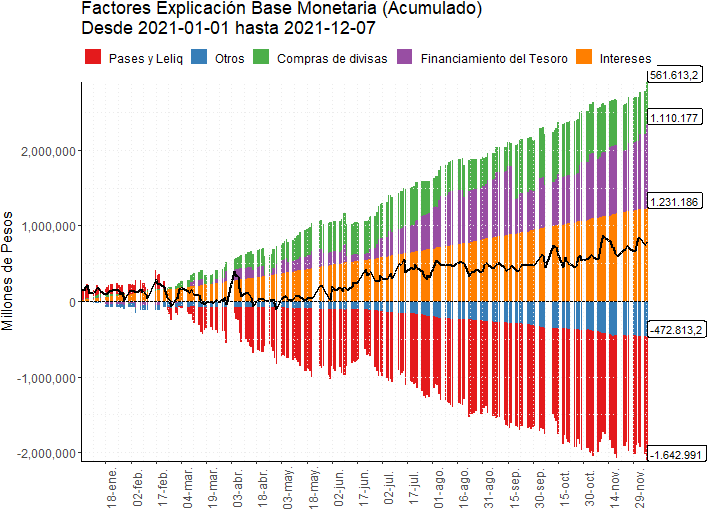 Factores Explicación Base Monetaria (Acumulado)
Desde 2021-01-01 hasta 2021-12-07
Pases y Leliq Otros Compras de divisas Financiamiento del Tesoro Intereses
561.613,2
1.110.177
1.231.186
-472.813,2
-1.642.991
Millones de Pesos
2,000,000
1,000,000
0
-1,000,000
-2,000,000
18-ene.
02-feb.
17-feb.
04-mar.
19-mar.
03-abr.
18-abr.
03-may.
18-may.
02-jun.
17-jun.
02-jul.
17-jul.
01-ago.
16-ago.
31-ago.
15-sep.
30-sep.
15-oct.
30-oct.
14-nov.
29-nov.